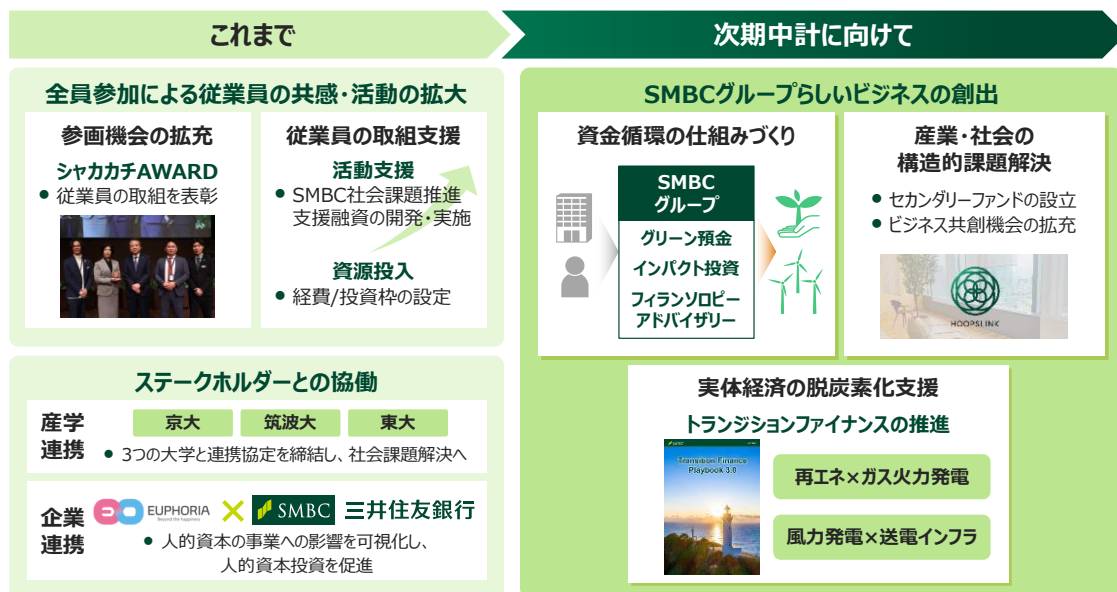 これまで
次期中計に向けて
全員参加による従業員の共感・活動の拡大
参画機会の拡充
シャカカチAWARD
● 従業員の取組を表彰
従業員の取組支援
活動支援
● SMBC社会課題推進
支援融資の開発・実施
資源投入
● 経費/投資枠の設定
ステークホルダーとの協働
産学
連携
京大
筑波大
東大
● 3つの大学と連携協定を締結し、社会課題解決へ
企業
連携
EUPHORIA
Beyond the happiness
SMBC 三井住友銀行
● 人的資本の事業への影響を可視化し、
人的資本投資を促進
SMBCグループらしいビジネスの創出
資金循環の仕組みづくり
SMBC
グループ
グリーン預金
インパクト投資
フィランソロピー
アドバイザリー
産業・社会の
構造的課題解決
● セカンダリーファンドの設立
● ビジネス共創機会の拡充
HOOPSLINK
実体経済の脱炭素化支援
トランジションファイナンスの推進
Transition Finance
Playbook 3.0
再エネ×ガス火力発電
風力発電×送電インフラ